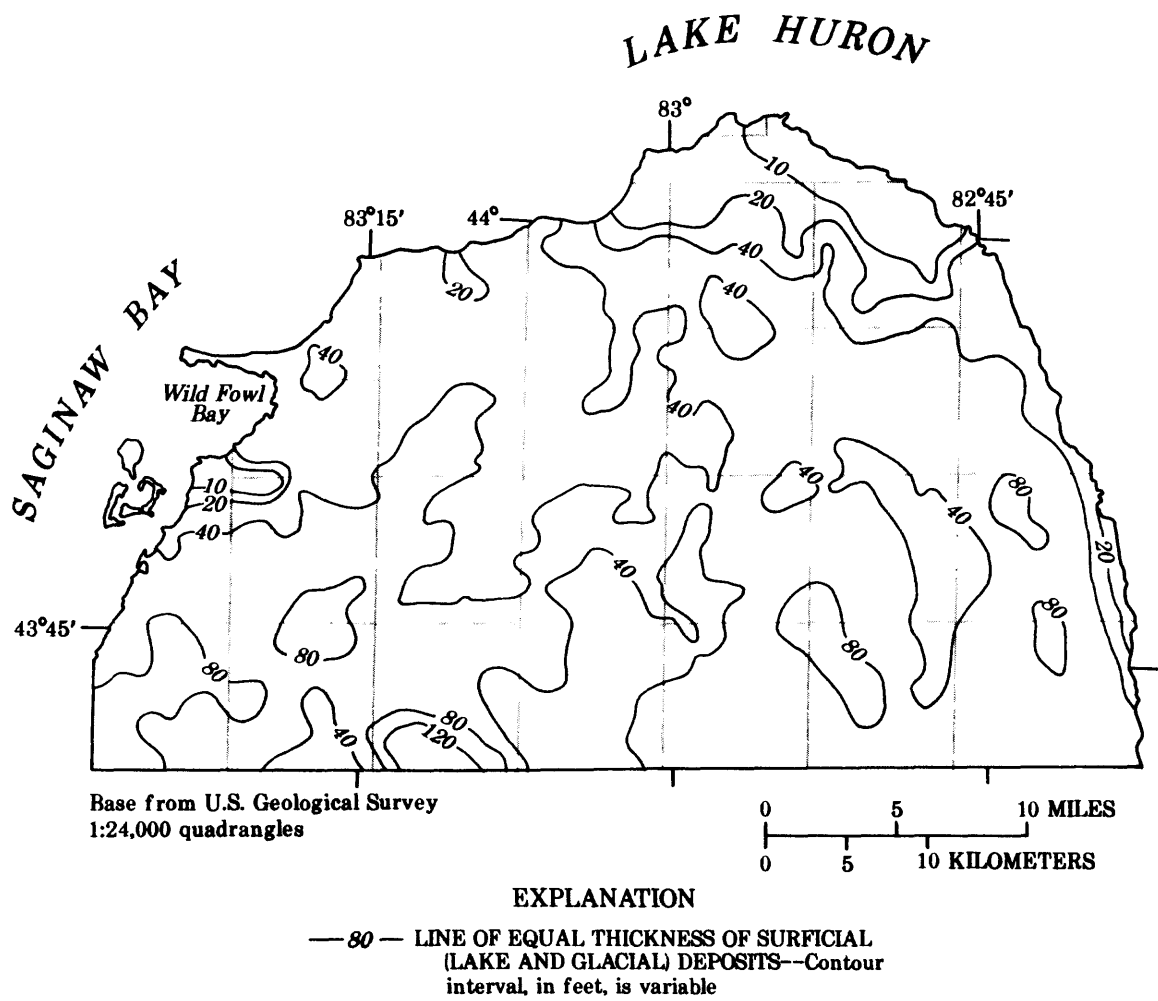 LAKE HURON
83°
10
82°45'
20
83°15'
44°
40
20
40
SAGINAW BAY
40
Wild Fowl
Bay
40
10
40
80
20
40
40
20
40
80
43°45'
80
80
80
40
80
120
Base from U.S. Geological Survey
1:24,000 quadrangles
0 5 10 MILES
0 5 10 KILOMETERS
EXPLANATION
— 80 — LINE OF EQUAL THICKNESS OF SURFICIAL
(LAKE AND GLACIAL) DEPOSITS--Contour
interval, in feet, is variable